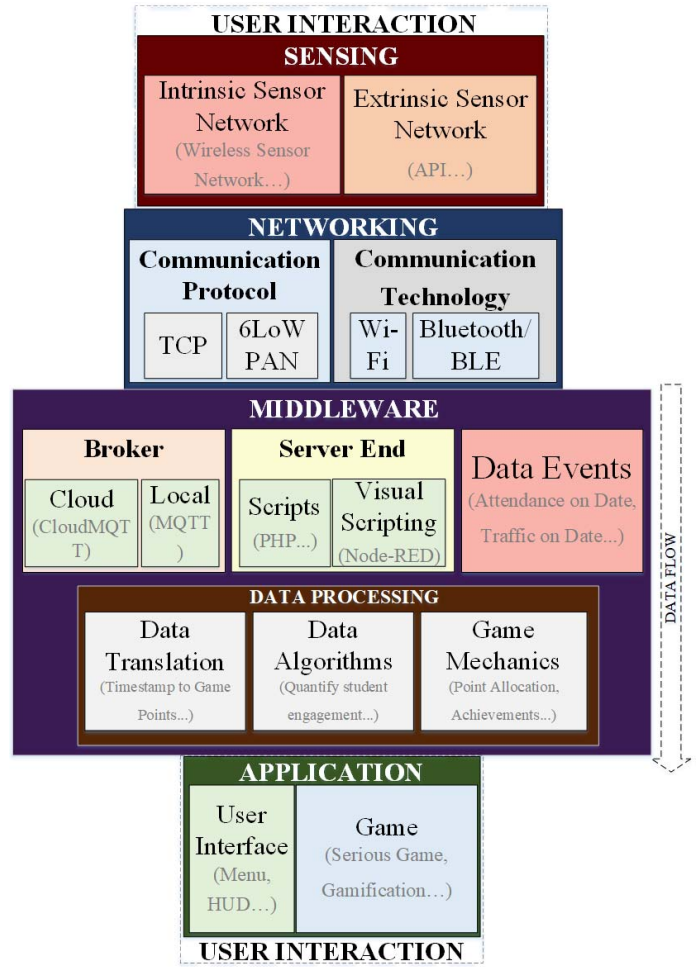 USER INTERACTION
SENSING
Intrinsic Sensor
Network
(Wireless Sensor
Network...)
Extrinsic Sensor
Network
(API...)
NETWORKING
Communication
Protocol
TCP
6LoW
PAN
Communication
Technology
Wi-
Fi
Bluetooth/
BLE
MIDDLEWARE
Broker
Cloud
(CloudMQT
T)
Local
(MQTT
)
Server End
Scripts
(PHP...)
Visual
Scripting
(Node-RED)
Data Events
(Attendance on Date,
Traffic on Date...)
DATA PROCESSING
Data
Translation
(Timestamp to Game
Points...)
Data
Algorithms
(Quantify student
engagement...)
Game
Mechanics
(Point Allocation,
Achievements...)
DATA FLOW
APPLICATION
User
Interface
(Menu,
HUD...)
Game
(Serious Game,
Gamification...)
USER INTERACTION